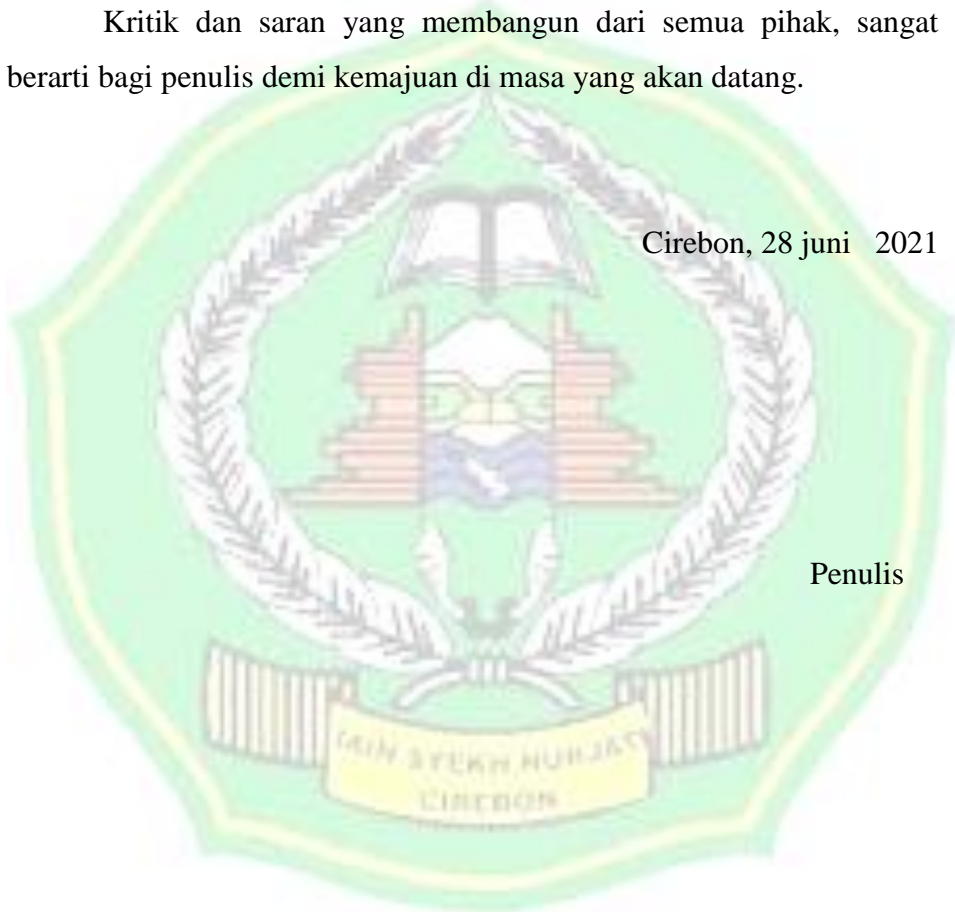 Kritik dan saran yang membangun dari semua pihak, sangat
berarti bagi penulis demi kemajuan di masa yang akan datang.
Cirebon, 28 juni 2021
Penulis
IAIN SYEKH NURJATI
CIREBON